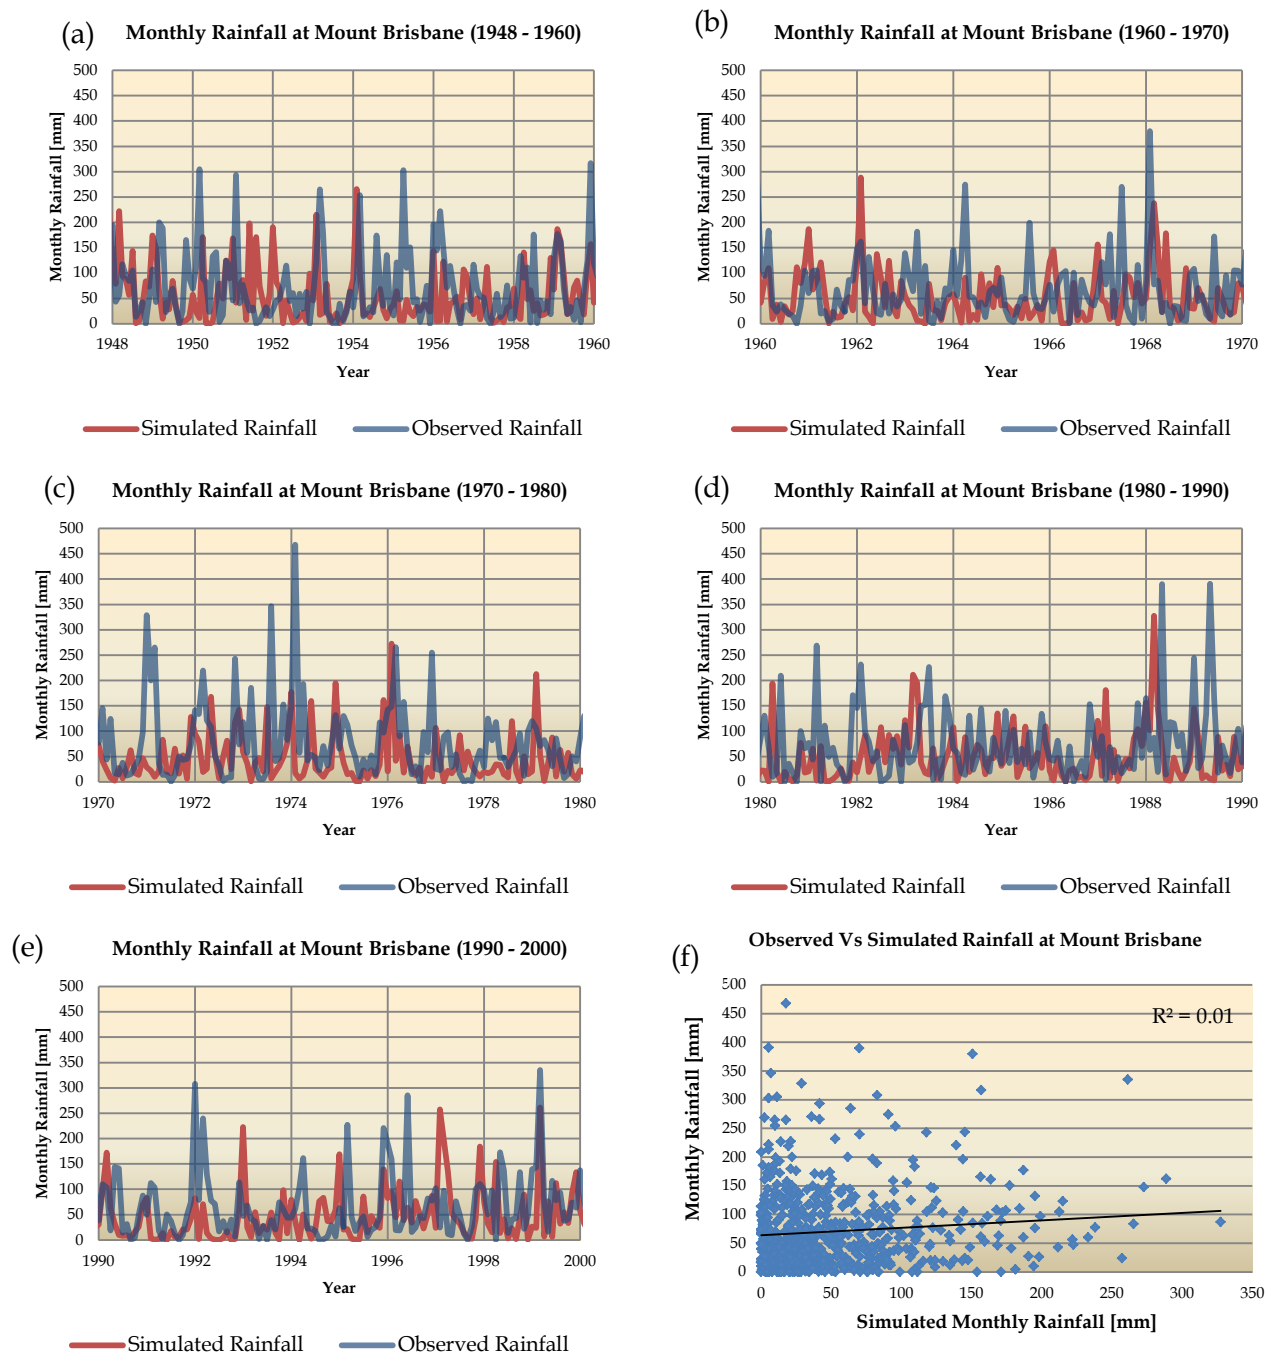 (a) Monthly Rainfall at Mount Brisbane (1948 - 1960)
Monthly Rainfall [mm]
500
450
400
350
300
250
200
150
100
50
0
1948 1950 1952 1954 1956 1958 1960
Year
Simulated Rainfall Observed Rainfall
(b) Monthly Rainfall at Mount Brisbane (1960 - 1970)
Monthly Rainfall [mm]
500
450
400
350
300
250
200
150
100
50
0
1960 1962 1964 1966 1968 1970
Year
Simulated Rainfall Observed Rainfall
(c) Monthly Rainfall at Mount Brisbane (1970 - 1980)
Monthly Rainfall [mm]
500
450
400
350
300
250
200
150
100
50
0
1970 1972 1974 1976 1978 1980
Year
Simulated Rainfall Observed Rainfall
(d) Monthly Rainfall at Mount Brisbane (1980 - 1990)
Monthly Rainfall [mm]
500
450
400
350
300
250
200
150
100
50
0
1980 1982 1984 1986 1988 1990
Year
Simulated Rainfall Observed Rainfall
(e) Monthly Rainfall at Mount Brisbane (1990 - 2000)
Monthly Rainfall [mm]
500
450
400
350
300
250
200
150
100
50
0
1990 1992 1994 1996 1998 2000
Year
Simulated Rainfall Observed Rainfall
(f) Observed Vs Simulated Rainfall at Mount Brisbane
Monthly Rainfall [mm]
500
450
400
350
300
250
200
150
100
50
0
R² = 0.01
0 50 100 150 200 250 300 350
Simulated Monthly Rainfall [mm]